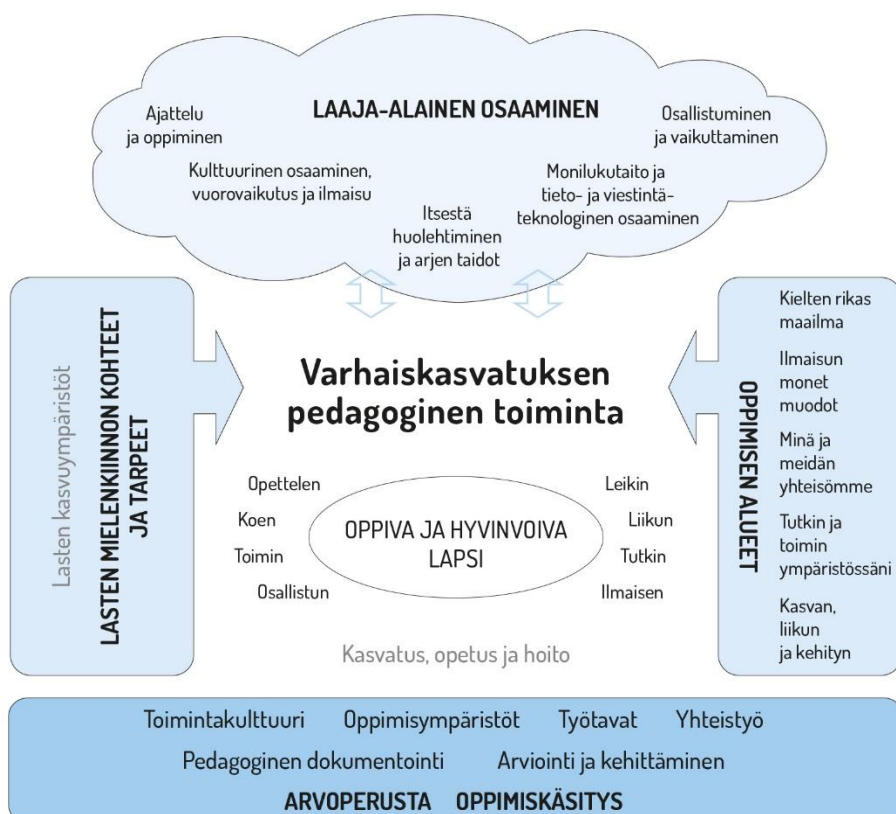 LAAJA-ALAINEN OSAAMINEN
Ajattelu
ja oppiminen
Kulttuurinen osaaminen,
vuorovaikutus ja ilmaisu
Itsestä
huolehtiminen
ja arjen taidot
Monilukutaito ja
tieto- ja viestintä-
teknologinen osaaminen
Osallistuminen
ja vaikuttaminen
Lasten kasvuympäristöt
LASTEN MIELENKIINNON KOHTEET
JA TARPEET
Varhaiskasvatuksen
pedagoginen toiminta
Opettelen
Koen
Toimin
Osallistun
OPPIVA JA HYVINVOIVA
LAPSI
Leikin
Liikun
Tutkin
Ilmaisen
Kasvatus, opetus ja hoito
OPPIMISEN ALUEET
Kielten rikas
maailma
Ilmaisun
monet
muodot
Minä ja
meidän
yhteisömme
Tutkin ja
toimin
ympäristössäni
Kasvan,
liikun
ja kehityn
Toimintakulttuuri Oppimisympäristöt Työtavat Yhteistyö
Pedagoginen dokumentointi Arviointi ja kehittäminen
ARVOPERUSTA OPPIMISKÄSITYS